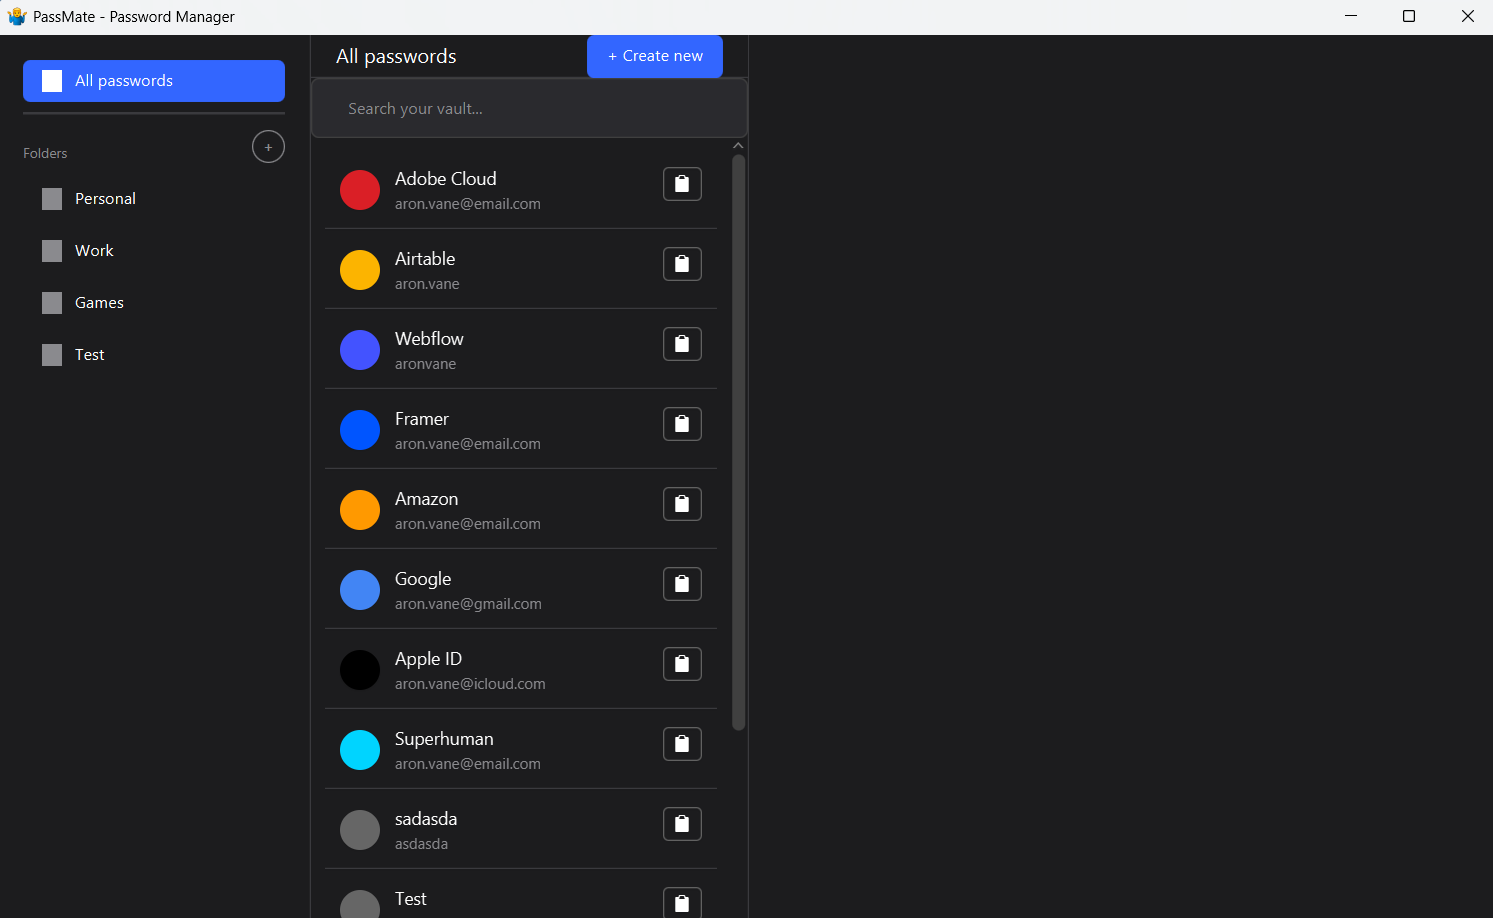 PassMate - Password Manager
All passwords
Folders
+
Personal
Work
Games
Test
All passwords
+ Create new
Search your vault...
Adobe Cloud
aron.vane@email.com
Airtable
aron.vane
Webflow
aronvane
Framer
aron.vane@email.com
Amazon
aron.vane@email.com
Google
aron.vane@gmail.com
Apple ID
aron.vane@icloud.com
Superhuman
aron.vane@email.com
sadasda
asdasda
Test